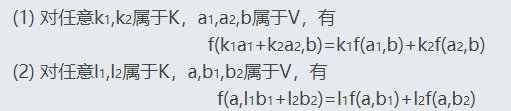 (1) 对任意k1,k2属于K，a1,a2,b属于V，有
f(k1a1+k2a2,b)=k1f(a1,b)+k2f(a2,b)
(2) 对任意l1,l2属于K，a,b1,b2属于V，有
f(a,l1b1+l2b2)=l1f(a,b1)+l2f(a,b2)